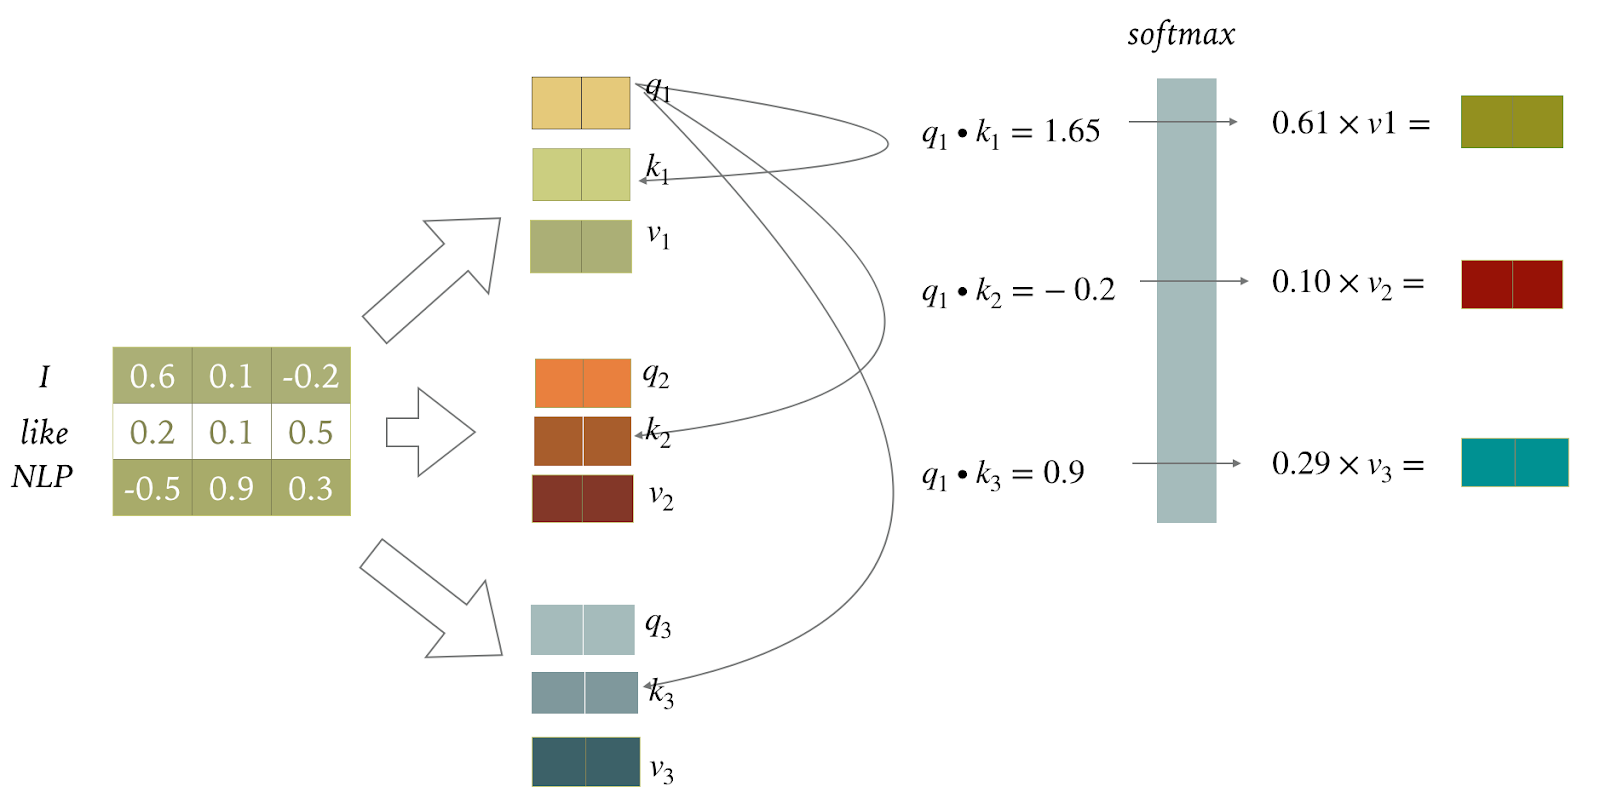 I
like
NLP
0.6 0.1 -0.2
0.2 0.1 0.5
-0.5 0.9 0.3
q₁
k₁
v₁
q₂
k₂
v₂
q₃
k₃
v₃
softmax
q₁ • k₁ = 1.65
0.61 × v1 =
q₁ • k₂ = − 0.2
0.10 × v₂ =
q₁ • k₃ = 0.9
0.29 × v₃ =